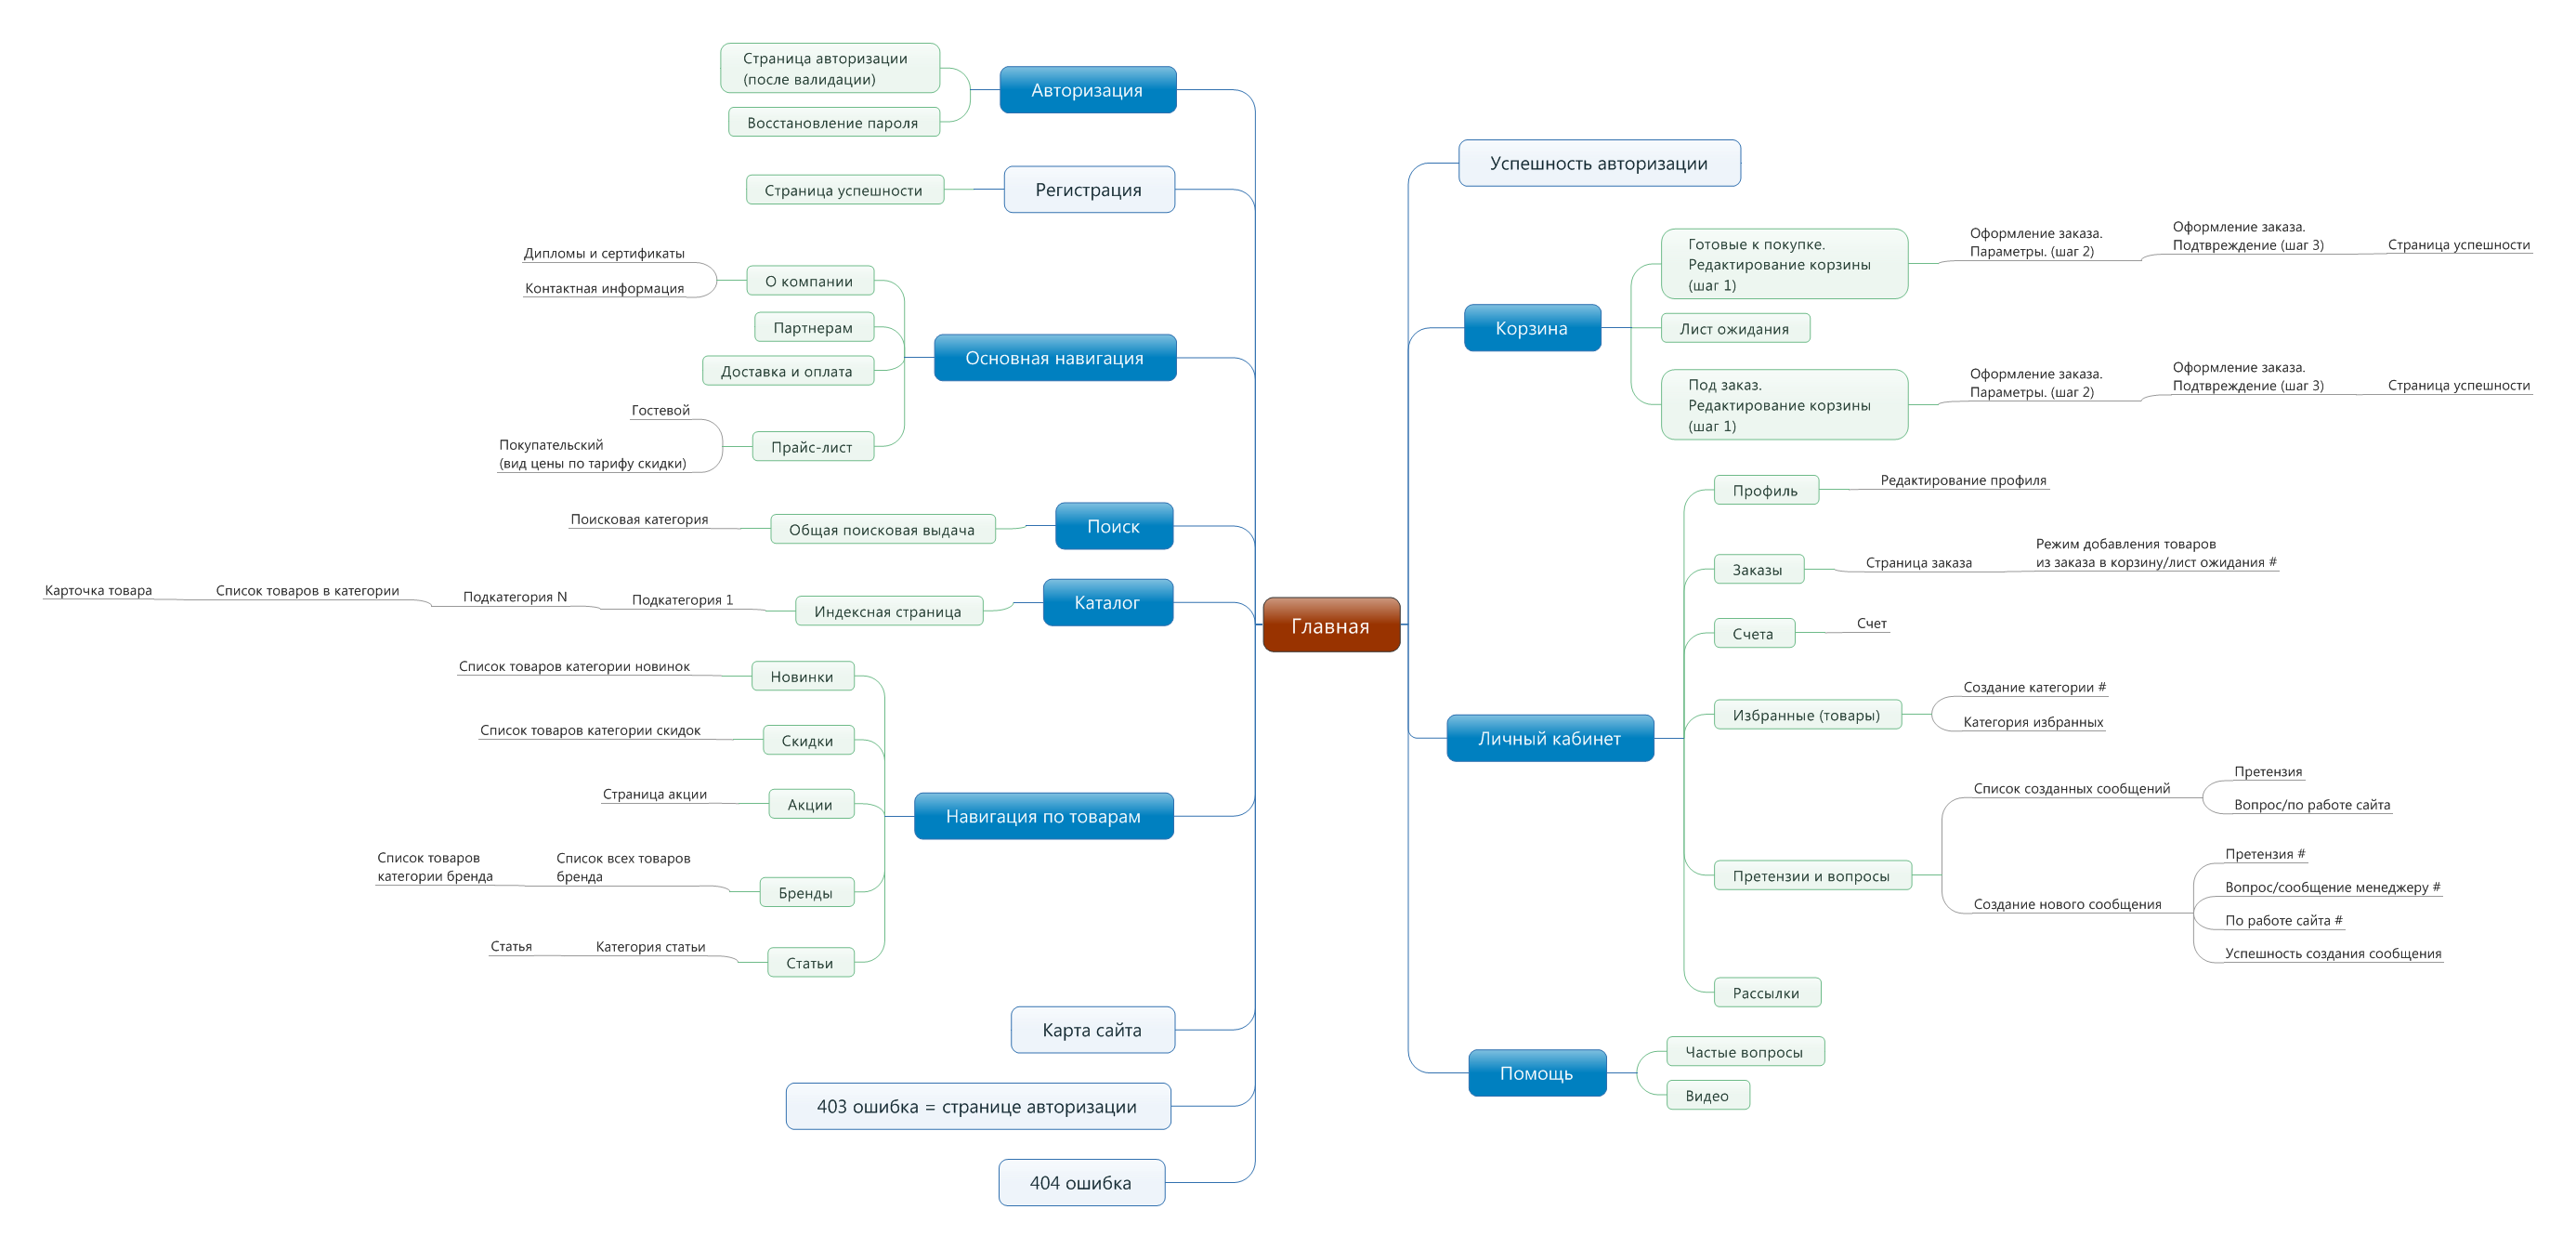 Страница авторизации
(после валидации)
Восстановление пароля
Авторизация
Страница успешности
Регистрация
Дипломы и сертификаты
Контактная информация
О компании
Партнерам
Доставка и оплата
Гостевой
Покупательский
(вид цены по тарифу скидки)
Прайс-лист
Основная навигация
Поисковая категория
Общая поисковая выдача
Поиск
Карточка товара
Список товаров в категории
Подкатегория N
Подкатегория 1
Индексная страница
Каталог
Список товаров категории новинок
Новинки
Список товаров категории скидок
Скидки
Страница акции
Акции
Список товаров
категории бренда
Список всех товаров
бренда
Бренды
Статья
Категория статьи
Статьи
Навигация по товарам
Карта сайта
403 ошибка = странице авторизации
404 ошибка
Главная
Успешность авторизации
Корзина
Готовые к покупке.
Редактирование корзины
(шаг 1)
Оформление заказа.
Параметры. (шаг 2)
Оформление заказа.
Подтвреждение (шаг 3)
Страница успешности
Лист ожидания
Под заказ.
Редактирование корзины
(шаг 1)
Оформление заказа.
Параметры. (шаг 2)
Оформление заказа.
Подтвреждение (шаг 3)
Страница успешности
Личный кабинет
Профиль
Редактирование профиля
Заказы
Страница заказа
Режим добавления товаров
из заказа в корзину/лист ожидания #
Счета
Счет
Избранные (товары)
Создание категории #
Категория избранных
Претензии и вопросы
Список созданных сообщений
Претензия
Вопрос/по работе сайта
Создание нового сообщения
Претензия #
Вопрос/сообщение менеджеру #
По работе сайта #
Успешность создания сообщения
Рассылки
Помощь
Частые вопросы
Видео